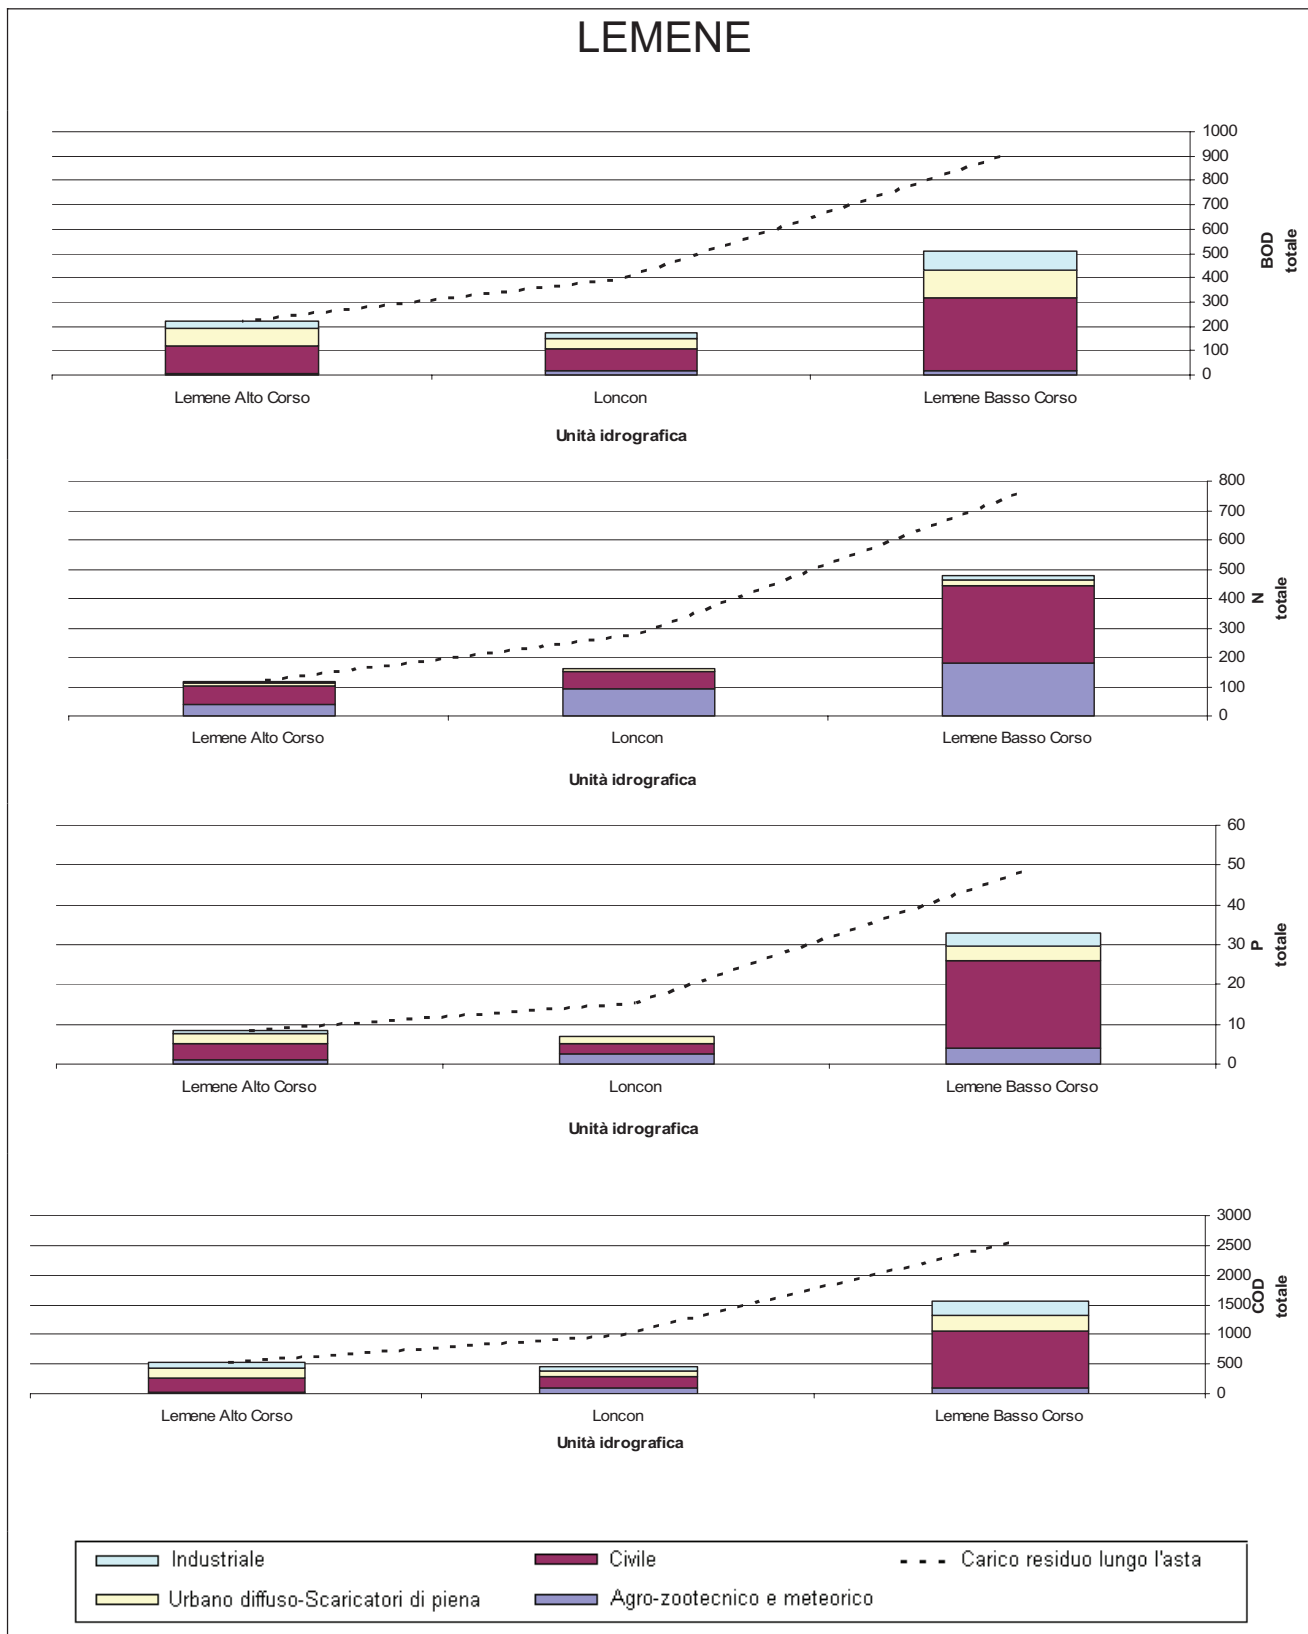 LEMENE
1000
900
800
700
600
500
400
300
200
100
0
BOD
totale
Lemene Alto Corso
Loncon
Lemene Basso Corso
Unità idrografica
800
700
600
500
400
300
200
100
0
N
totale
Lemene Alto Corso
Loncon
Lemene Basso Corso
Unità idrografica
60
50
40
30
20
10
0
P
totale
Lemene Alto Corso
Loncon
Lemene Basso Corso
Unità idrografica
3000
2500
2000
1500
1000
500
0
COD
totale
Lemene Alto Corso
Loncon
Lemene Basso Corso
Unità idrografica
Industriale
Civile
Carico residuo lungo l'asta
Urbano diffuso-Scaricatori di piena
Agro-zootecnico e meteorico